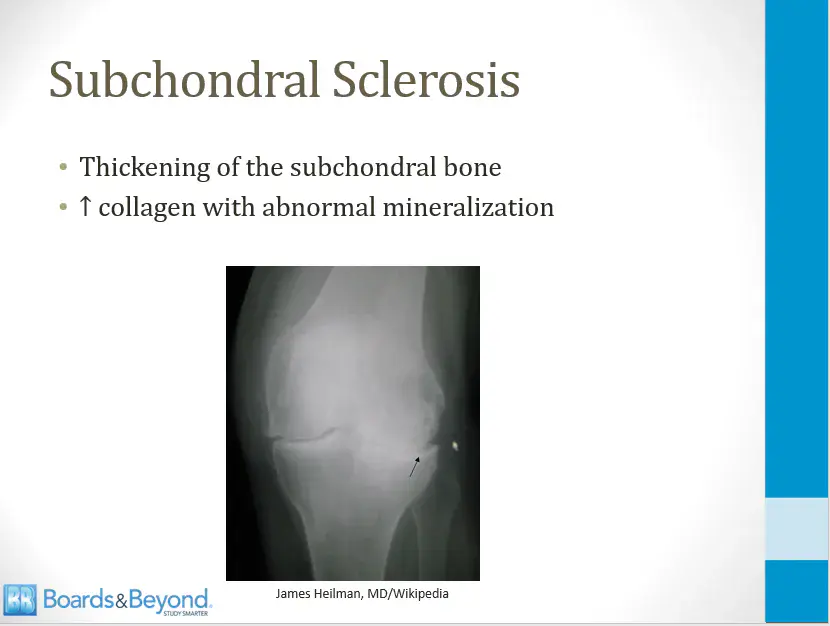 Subchondral Sclerosis
• Thickening of the subchondral bone
• ↑ collagen with abnormal mineralization
James Heilman, MD/Wikipedia
BB Boards&Beyond.
STUDY SMARTER